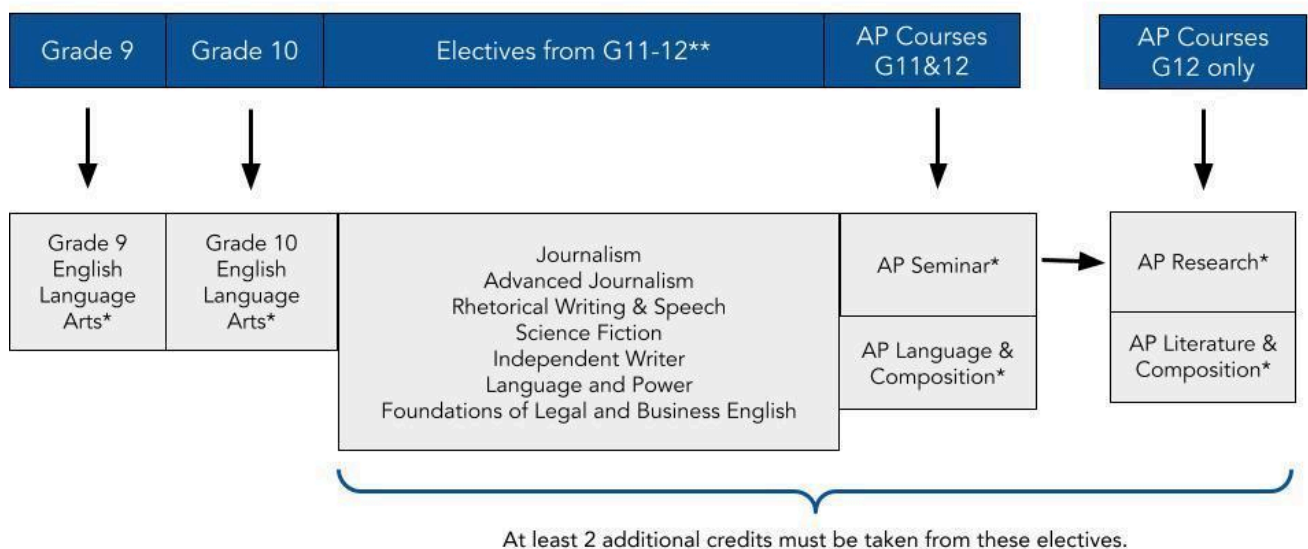 Grade 9
Grade 10
Electives from G11-12**
AP Courses
G11&12
AP Courses
G12 only
Grade 9
English
Language
Arts*
Grade 10
English
Language
Arts*
Journalism
Advanced Journalism
Rhetorical Writing & Speech
Science Fiction
Independent Writer
Language and Power
Foundations of Legal and Business English
AP Seminar*
AP Language &
Composition*
AP Research*
AP Literature &
Composition*
At least 2 additional credits must be taken from these electives.